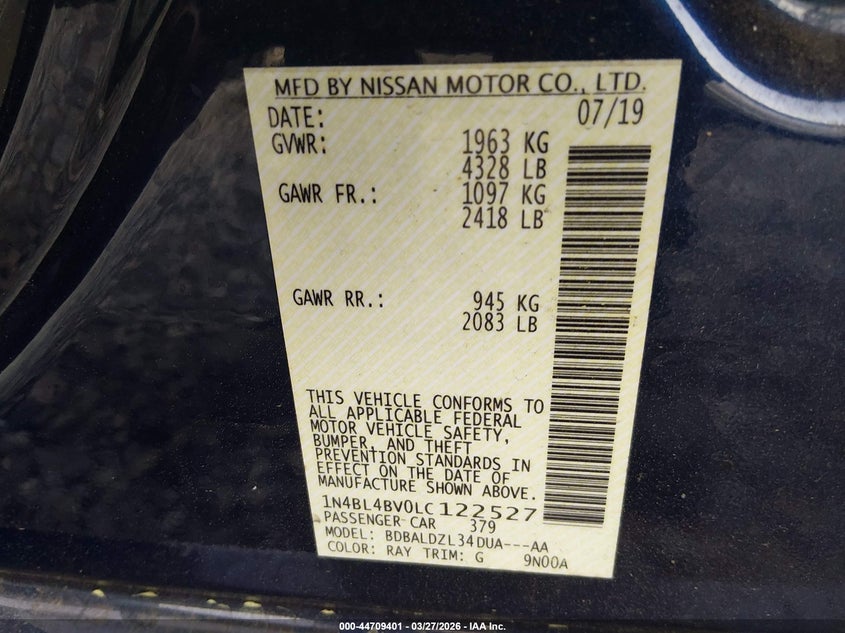 MFD BY NISSAN MOTOR CO., LTD.
DATE: 07/19
GVWR: 1963 KG
4328 LB
GAWR FR.: 1097 KG
2418 LB
GAWR RR.: 945 KG
2083 LB
THIS VEHICLE CONFORMS TO
ALL APPLICABLE FEDERAL
MOTOR VEHICLE SAFETY,
BUMPER, AND THEFT
PREVENTION STANDARDS IN
EFFECT ON THE DATE OF
MANUFACTURE SHOWN ABOVE.
1N4BL4BV0LC122527
PASSENGER CAR 379
MODEL: BDBALDZL34DUA---AA
COLOR: RAY TRIM: G 9N00A
000-44709401 — 03/27/2026 - IAA Inc.